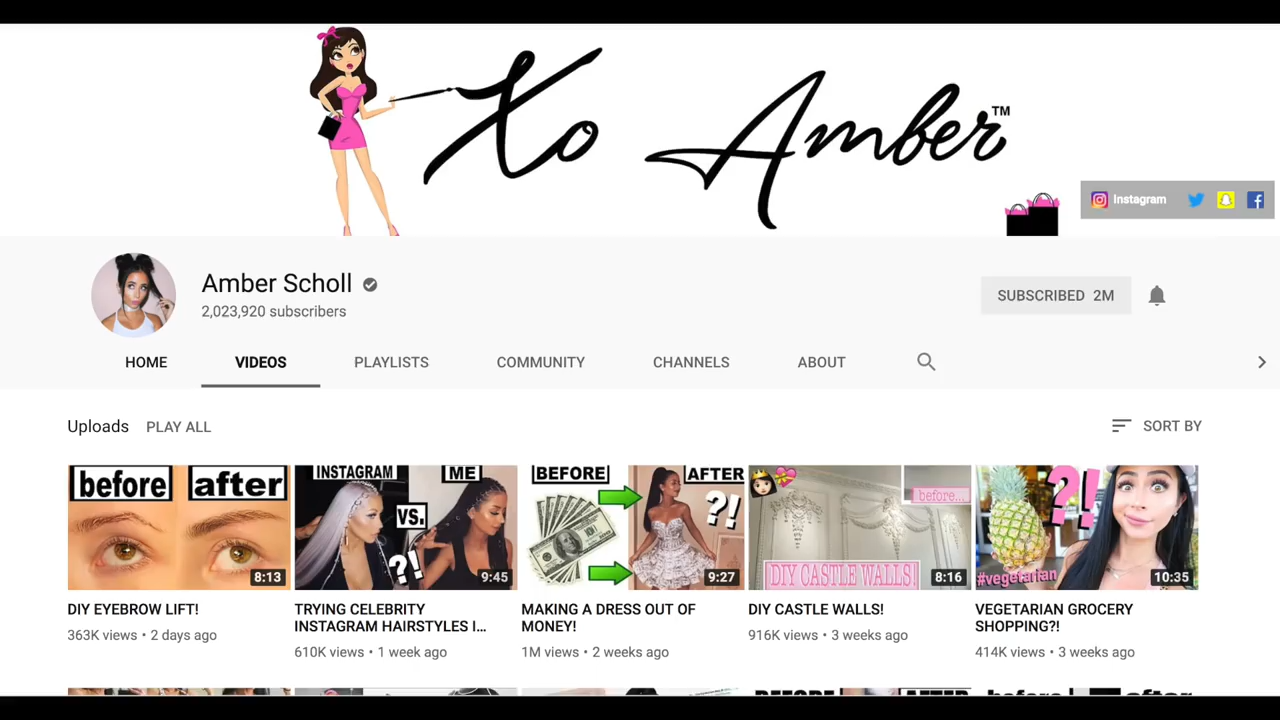 Xo Amber™
Instagram
Amber Scholl
2,023,920 subscribers
SUBSCRIBED 2M
HOME VIDEOS PLAYLISTS COMMUNITY CHANNELS ABOUT
Uploads PLAY ALL
SORT BY
before after
8:13
INSTAGRAM ME
VS.
?!
9:45
BEFORE AFTER
?!
9:27
before...
DIY CASTLE WALLS!
8:16
?!
#vegetarian
10:35
DIY EYEBROW LIFT!
363K views • 2 days ago
TRYING CELEBRITY
INSTAGRAM HAIRSTYLES I...
610K views • 1 week ago
MAKING A DRESS OUT OF
MONEY!
1M views • 2 weeks ago
DIY CASTLE WALLS!
916K views • 3 weeks ago
VEGETARIAN GROCERY
SHOPPING?!
414K views • 3 weeks ago